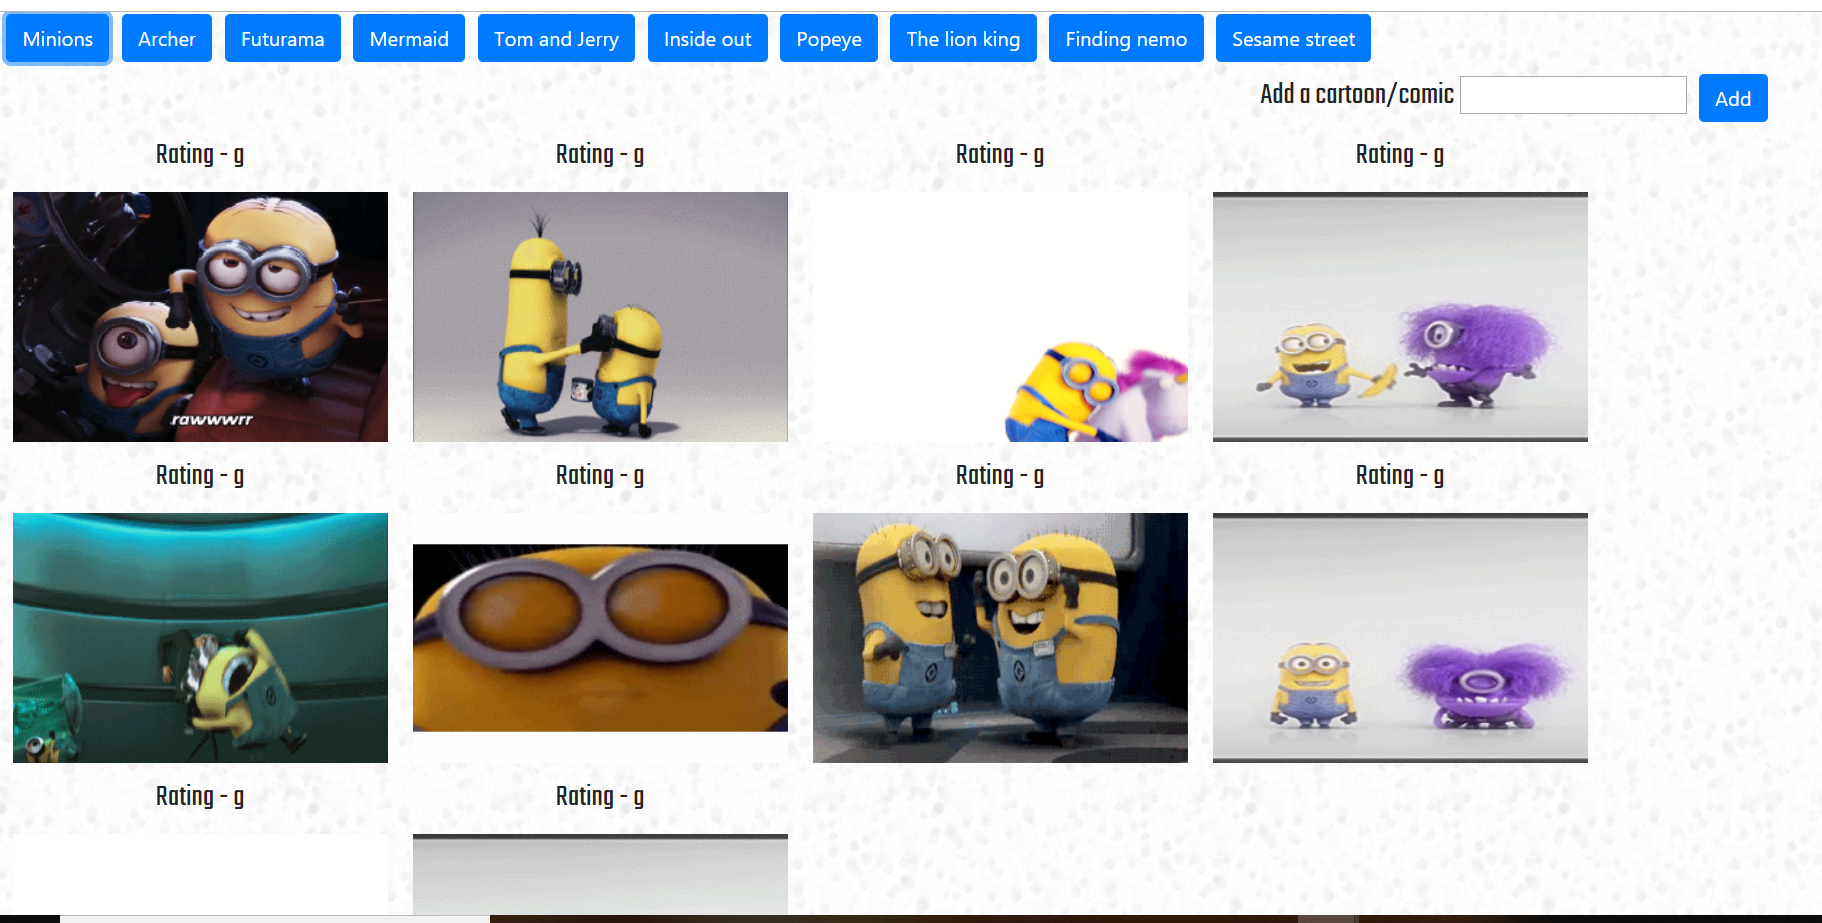 Minions Archer Futurama Mermaid Tom and Jerry Inside out Popeye The lion king Finding nemo Sesame street
Add a cartoon/comic Add
Rating - g Rating - g Rating - g Rating - g
rawwwrr
Rating - g Rating - g Rating - g Rating - g
Rating - g Rating - g